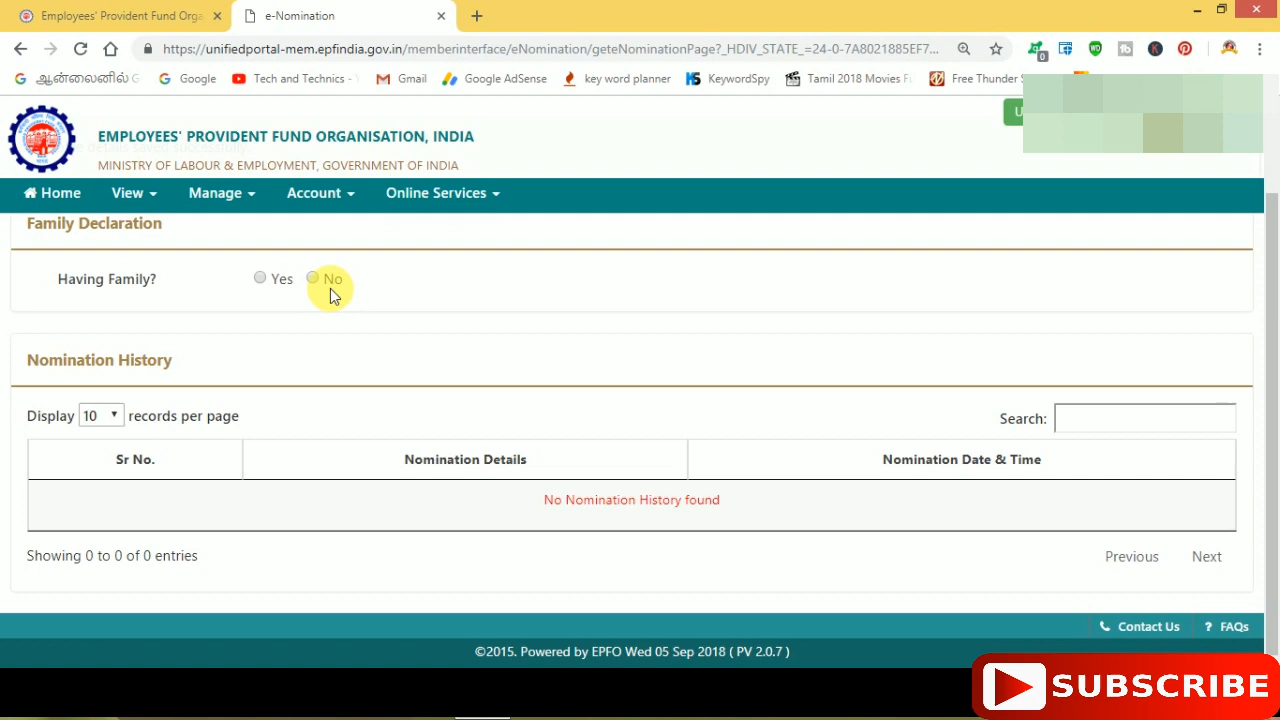 Employees' Provident Fund Orga
e-Nomination
https://unifiedportal-mem.epfindia.gov.in/memberinterface/eNomination/geteNominationPage?_HDIV_STATE_=24-0-7A8021885EF7...
ஆன்லைனில் G Google Tech and Technics - Gmail Google AdSense key word planner KeywordSpy Tamil 2018 Movies Free Thunder
EMPLOYEES' PROVIDENT FUND ORGANISATION, INDIA
details saved successfully
MINISTRY OF LABOUR & EMPLOYMENT, GOVERNMENT OF INDIA
Home View Manage Account Online Services
Family Declaration
Having Family? Yes No
Nomination History
Display 10 records per page Search:
Sr No. Nomination Details Nomination Date & Time
No Nomination History found
Showing 0 to 0 of 0 entries Previous Next
Contact Us ? FAQs
©2015. Powered by EPFO Wed 05 Sep 2018 ( PV 2.0.7 )
SUBSCRIBE